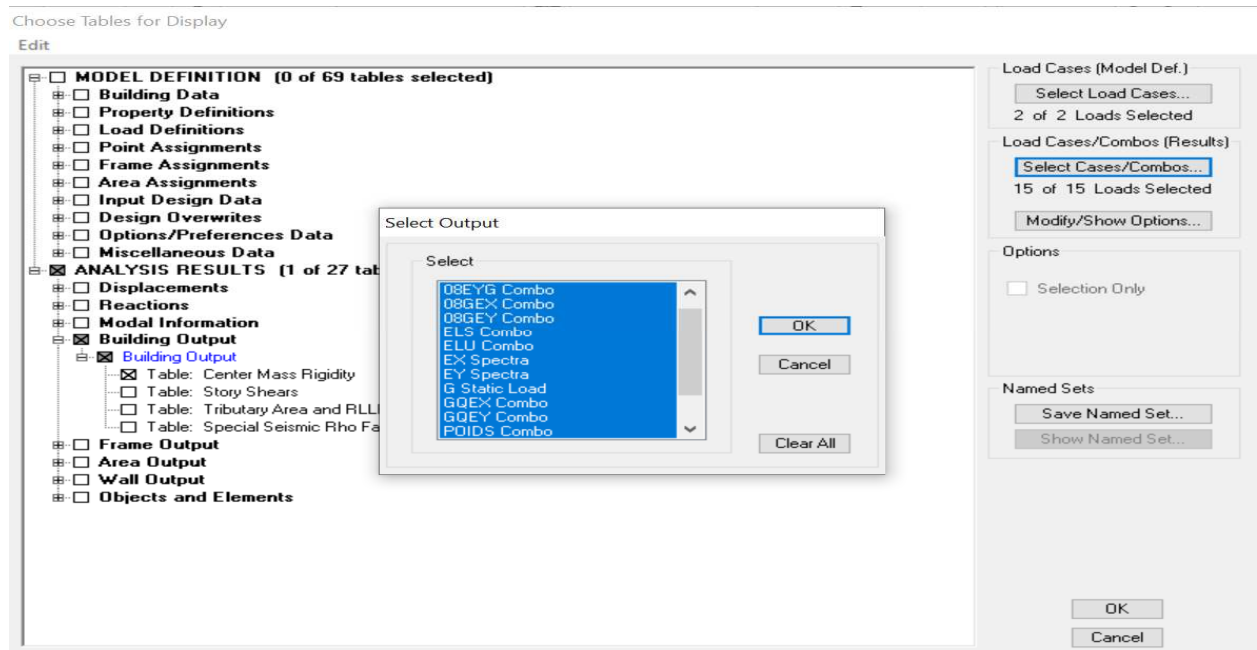 Choose Tables for Display
Edit
MODEL DEFINITION (0 of 69 tables selected)
Building Data
Property Definitions
Load Definitions
Point Assignments
Frame Assignments
Area Assignments
Input Design Data
Design Overwrites
Options/Preferences Data
Miscellaneous Data
ANALYSIS RESULTS (1 of 27 tab
Displacements
Reactions
Modal Information
Building Output
Building Output
Table: Center Mass Rigidity
Table: Story Shears
Table: Tributary Area and RLL
Table: Special Seismic Rho Fa
Frame Output
Area Output
Wall Output
Objects and Elements
Select Output
Select
08EYG Combo
08GEX Combo
08GEY Combo
ELS Combo
ELU Combo
EX Spectra
EY Spectra
G Static Load
GQEX Combo
GQEY Combo
POIDS Combo
OK
Cancel
Clear All
Load Cases (Model Def.)
Select Load Cases...
2 of 2 Loads Selected
Load Cases/Combos (Results)
Select Cases/Combos...
15 of 15 Loads Selected
Modify/Show Options...
Options
Selection Only
Named Sets
Save Named Set...
Show Named Set...
OK
Cancel